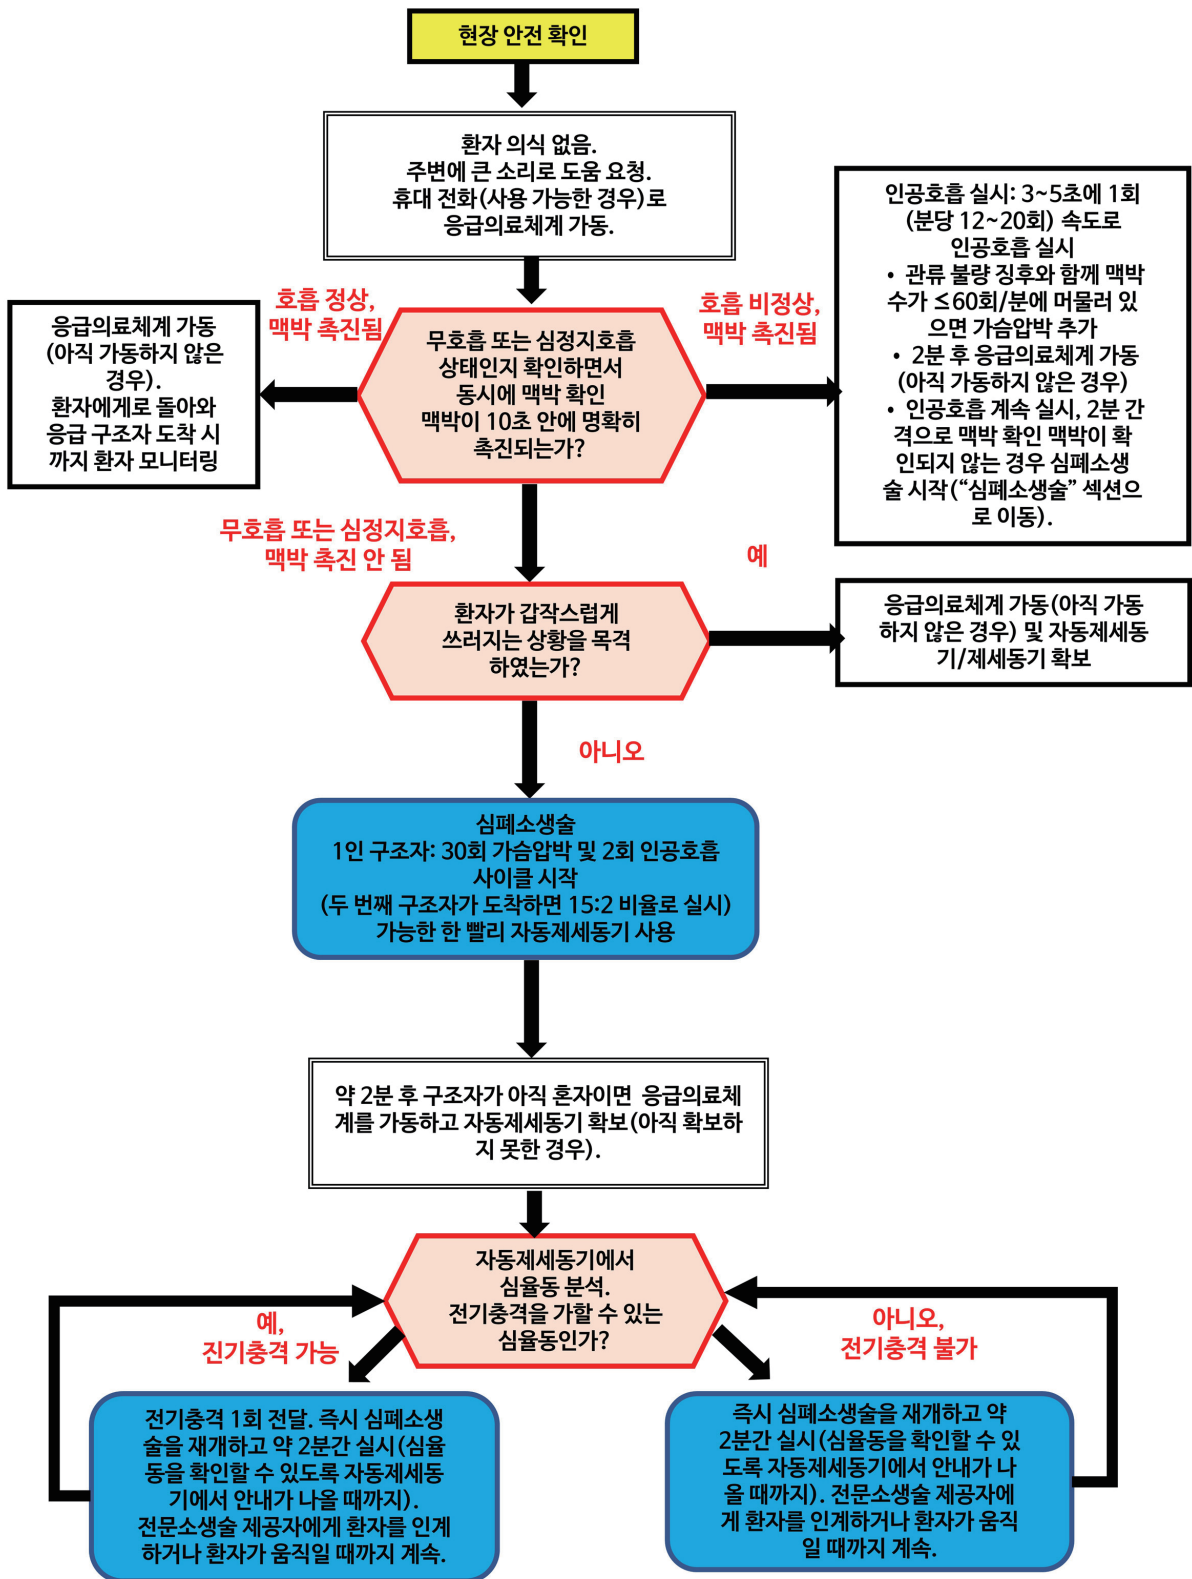 현장 안전 확인
환자 의식 없음.
주변에 큰 소리로 도움 요청.
휴대 전화(사용 가능한 경우)로
응급의료체계 가동.
호흡 정상,
맥박 촉진됨
호흡 비정상,
맥박 촉진됨
응급의료체계 가동
(아직 가동하지 않은
경우).
환자에게로 돌아와
응급 구조자 도착 시
까지 환자 모니터링
무호흡 또는 심정지호흡
상태인지 확인하면서
동시에 맥박 확인
맥박이 10초 안에 명확히
촉진되는가?
인공호흡 실시: 3~5초에 1회
(분당 12~20회) 속도로
인공호흡 실시
• 관류 불량 징후와 함께 맥박
수가 ≤60회/분에 머물러 있
으면 가슴압박 추가
• 2분 후 응급의료체계 가동
(아직 가동하지 않은 경우)
• 인공호흡 계속 실시, 2분 간
격으로 맥박 확인 맥박이 확
인되지 않는 경우 심폐소생
술 시작(“심폐소생술” 섹션으
로 이동).
무호흡 또는 심정지호흡,
맥박 촉진 안 됨
예
환자가 갑작스럽게
쓰러지는 상황을 목격
하였는가?
응급의료체계 가동(아직 가동
하지 않은 경우) 및 자동제세동
기/제세동기 확보
아니오
심폐소생술
1인 구조자: 30회 가슴압박 및 2회 인공호흡
사이클 시작
(두 번째 구조자가 도착하면 15:2 비율로 실시)
가능한 한 빨리 자동제세동기 사용
약 2분 후 구조자가 아직 혼자이면 응급의료체
계를 가동하고 자동제세동기 확보(아직 확보하
지 못한 경우).
자동제세동기에서
심율동 분석.
전기충격을 가할 수 있는
심율동인가?
예,
진기충격 가능
아니오,
전기충격 불가
전기충격 1회 전달. 즉시 심폐소생
술을 재개하고 약 2분간 실시(심율
동을 확인할 수 있도록 자동제세동
기에서 안내가 나올 때까지).
전문소생술 제공자에게 환자를 인계
하거나 환자가 움직일 때까지 계속.
즉시 심폐소생술을 재개하고 약
2분간 실시(심율동을 확인할 수 있
도록 자동제세동기에서 안내가 나
올 때까지). 전문소생술 제공자에
게 환자를 인계하거나 환자가 움직
일 때까지 계속.